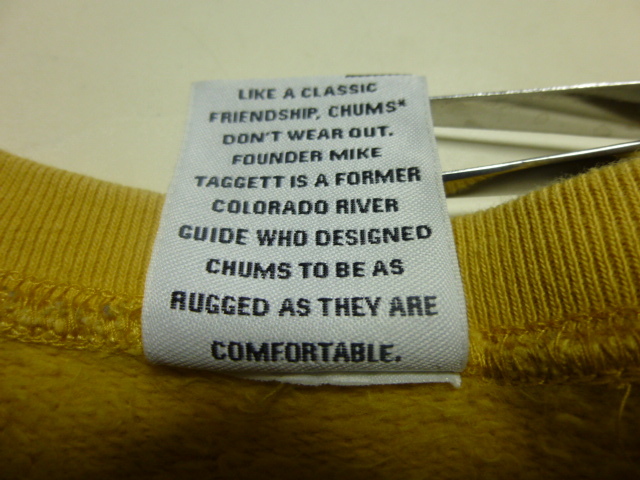 LIKE A CLASSIC
FRIENDSHIP, CHUMS*
DON'T WEAR OUT.
FOUNDER MIKE
TAGGETT IS A FORMER
COLORADO RIVER
GUIDE WHO DESIGNED
CHUMS TO BE AS
RUGGED AS THEY ARE
COMFORTABLE.